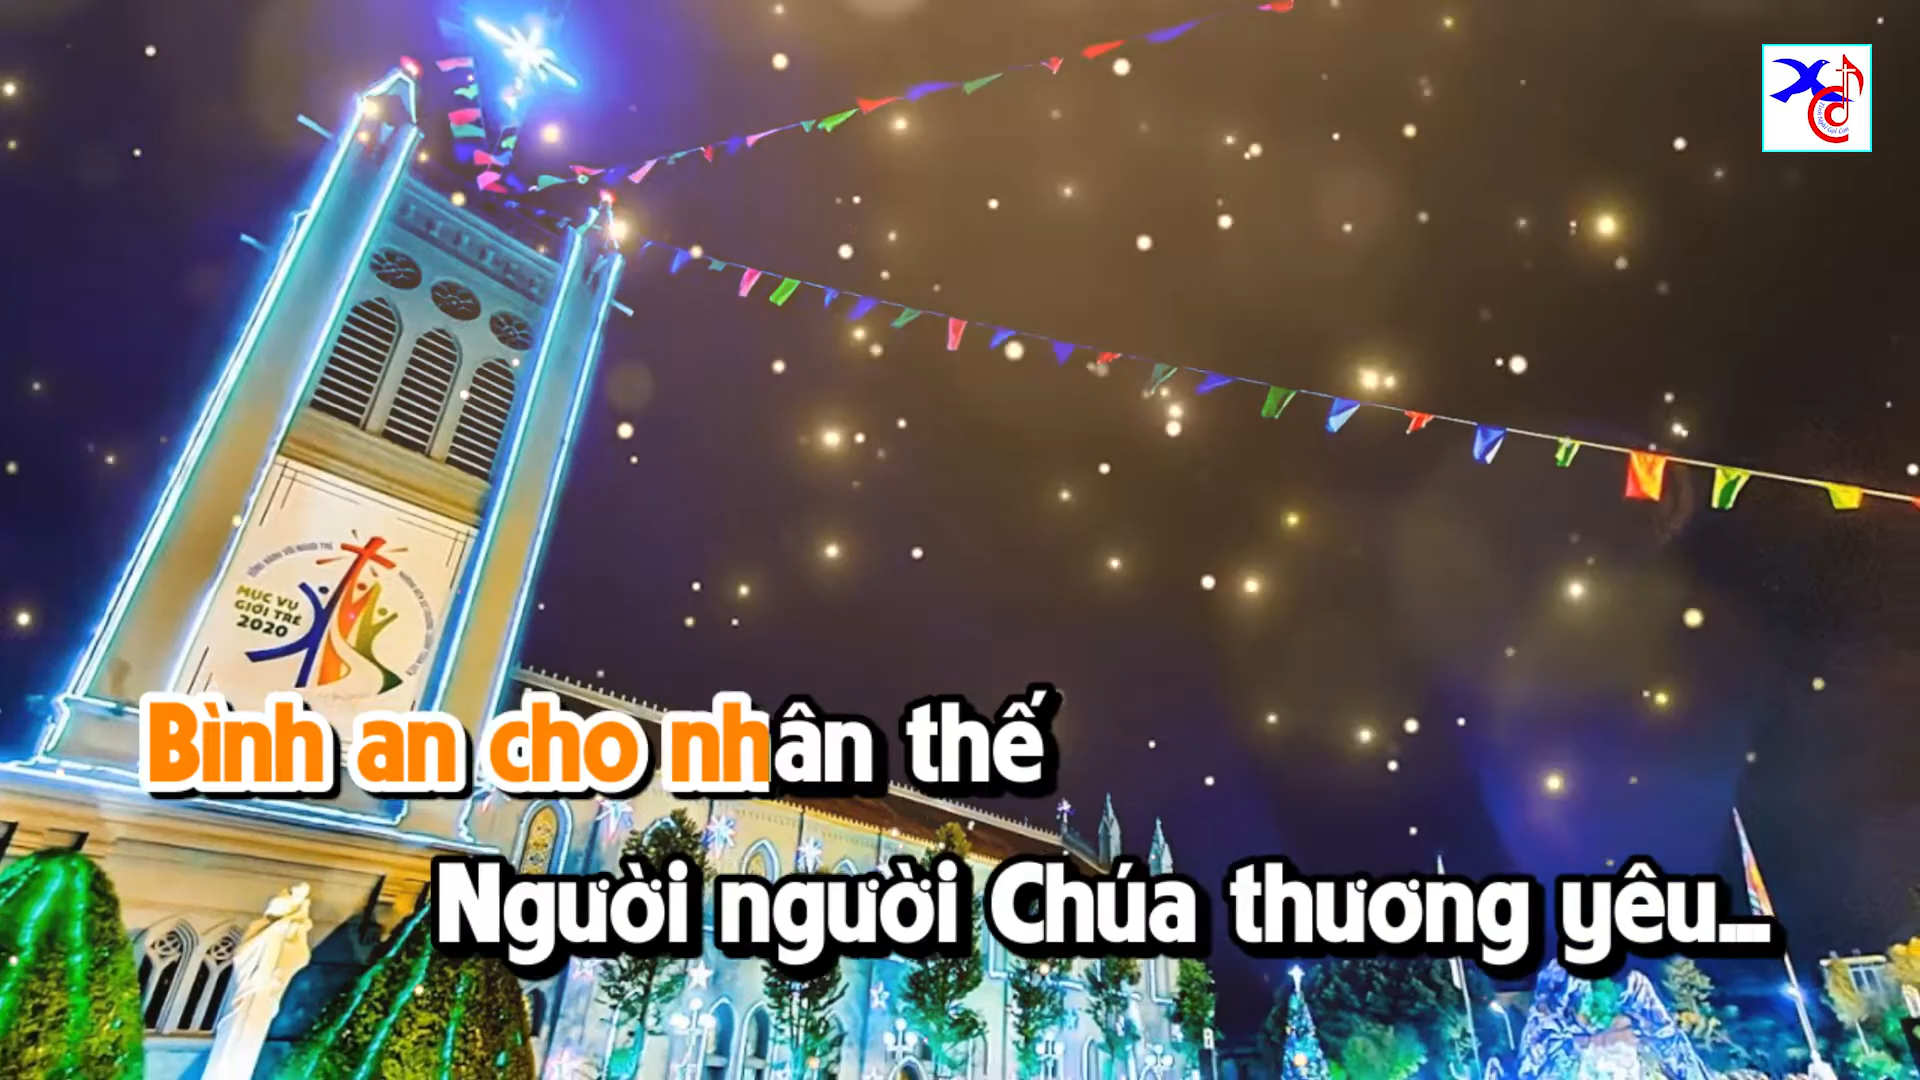 MỤC VỤ
GIỚI TRẺ
2020
Bình an cho nhân thế
Người người Chúa thương yêu...